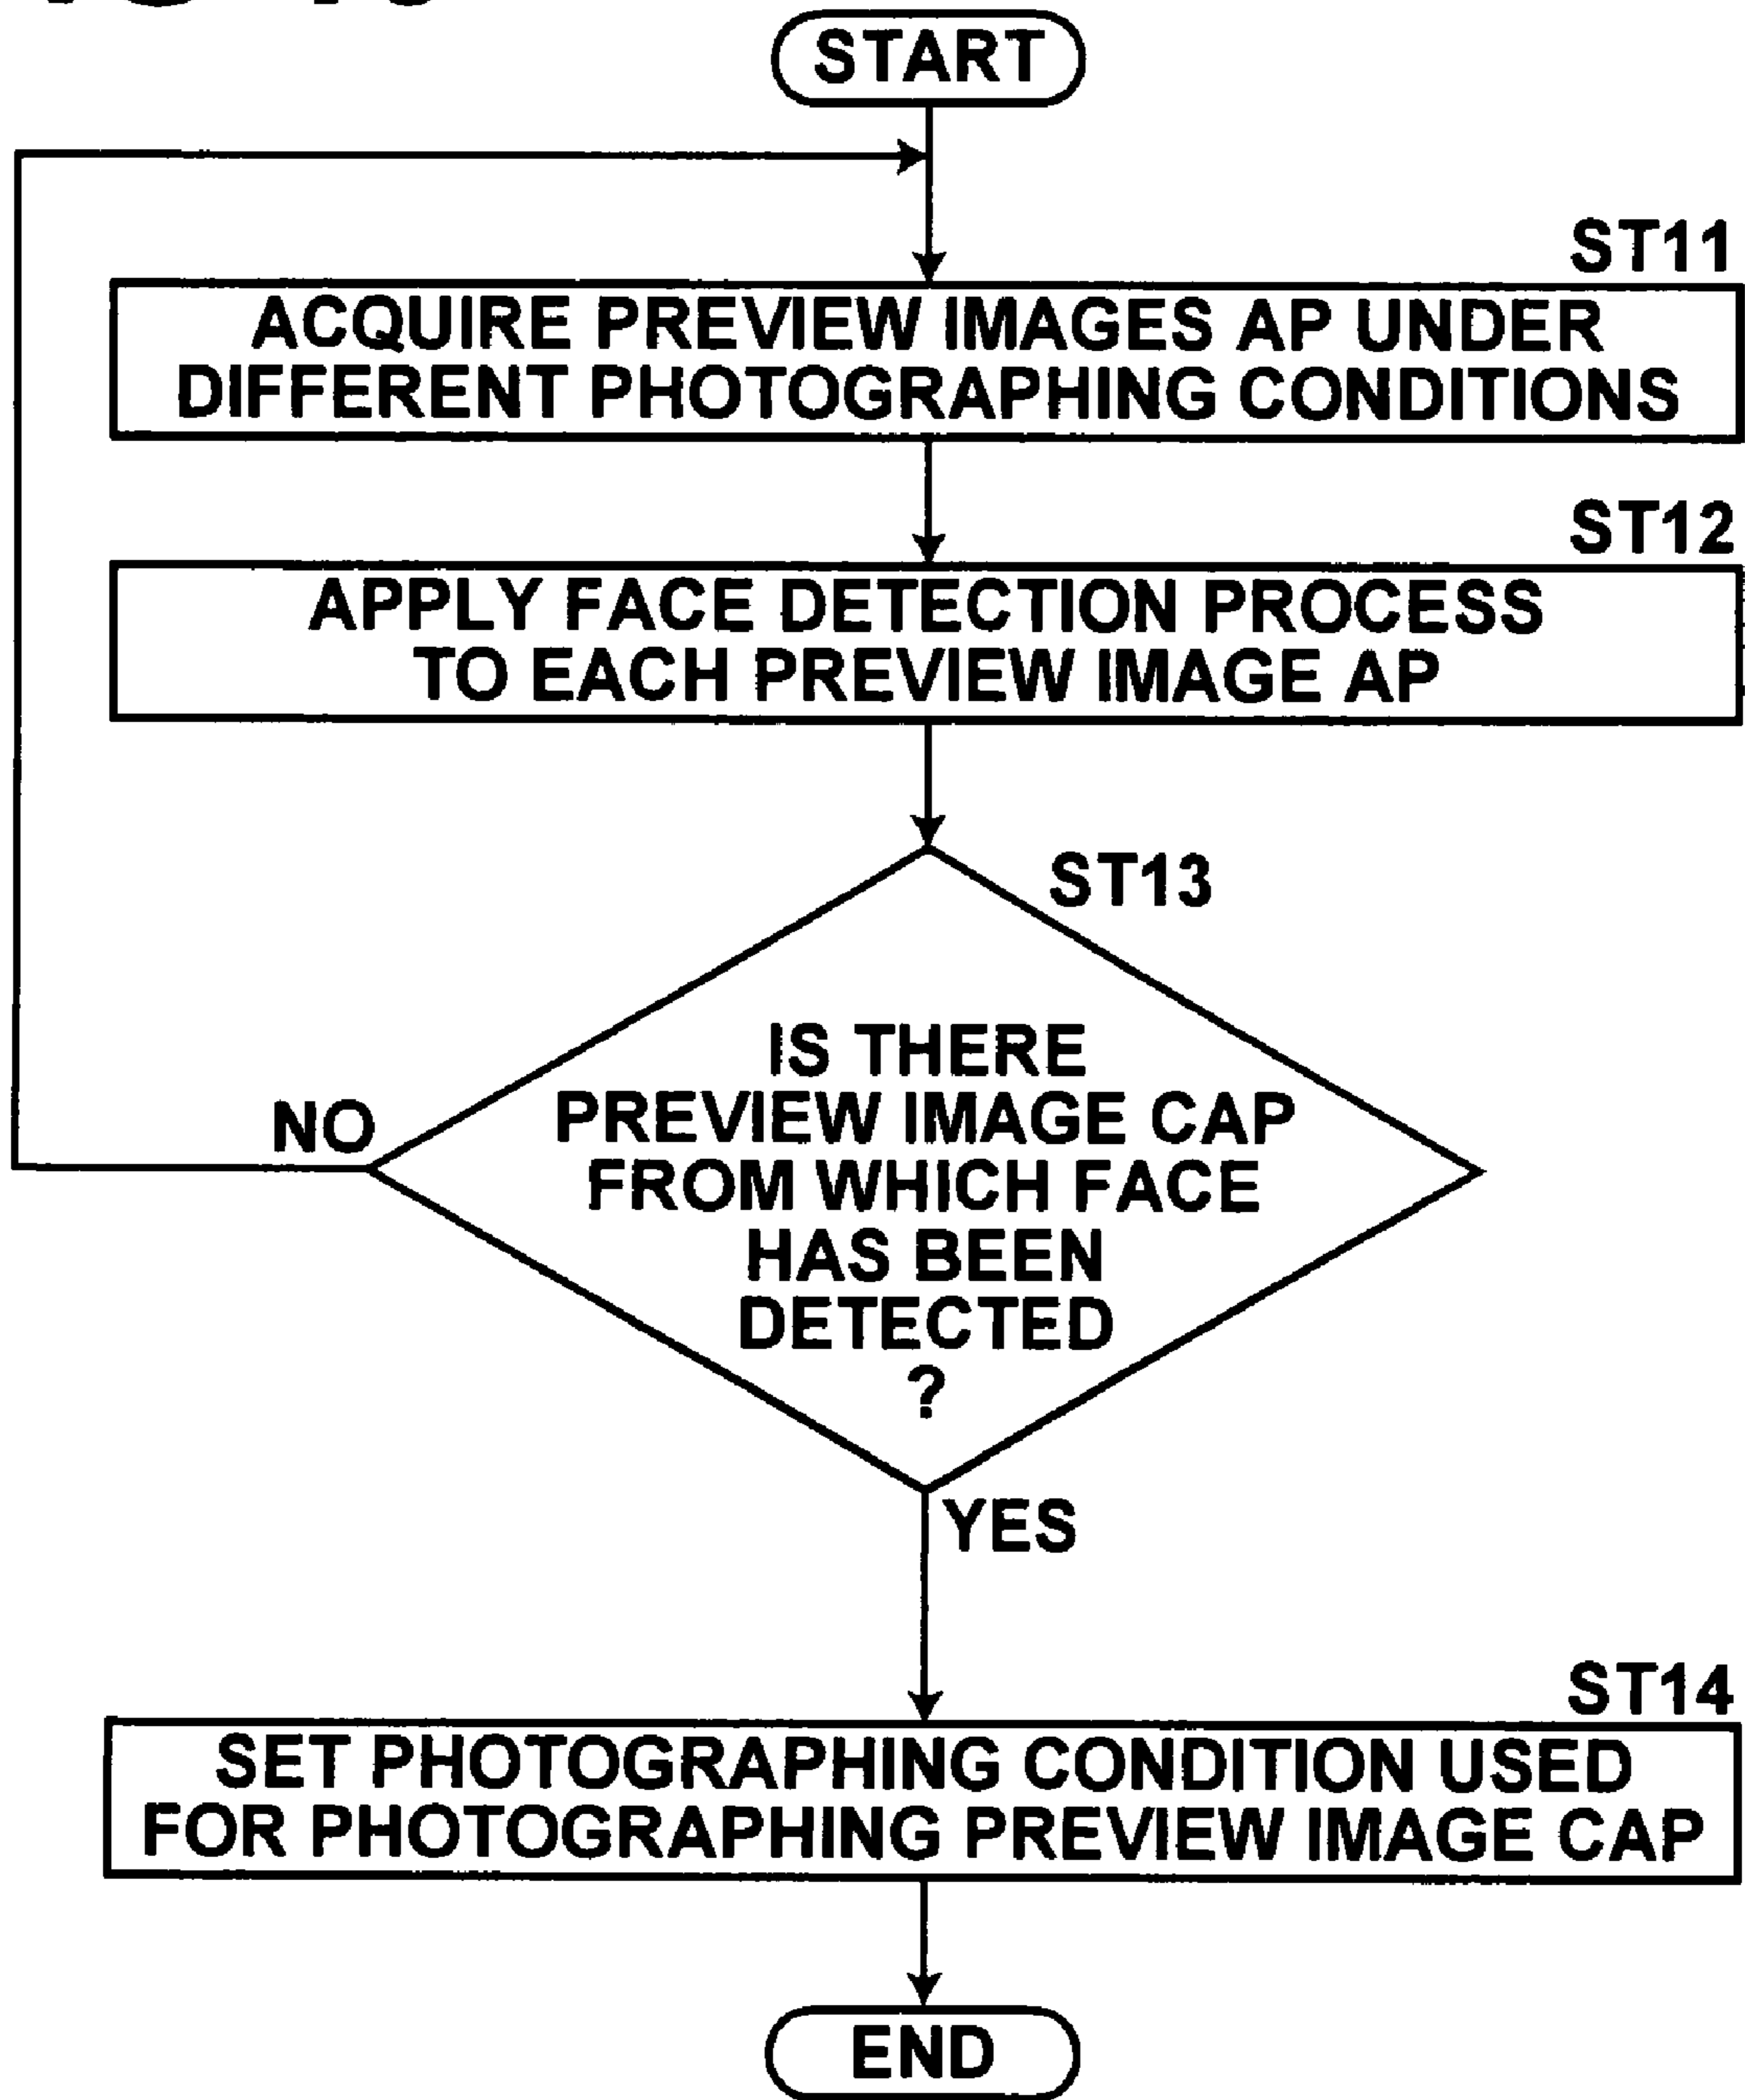 START
ST11
ACQUIRE PREVIEW IMAGES AP UNDER
DIFFERENT PHOTOGRAPHING CONDITIONS
ST12
APPLY FACE DETECTION PROCESS
TO EACH PREVIEW IMAGE AP
ST13
IS THERE
PREVIEW IMAGE CAP
FROM WHICH FACE
HAS BEEN
DETECTED
?
NO
YES
ST14
SET PHOTOGRAPHING CONDITION USED
FOR PHOTOGRAPHING PREVIEW IMAGE CAP
END